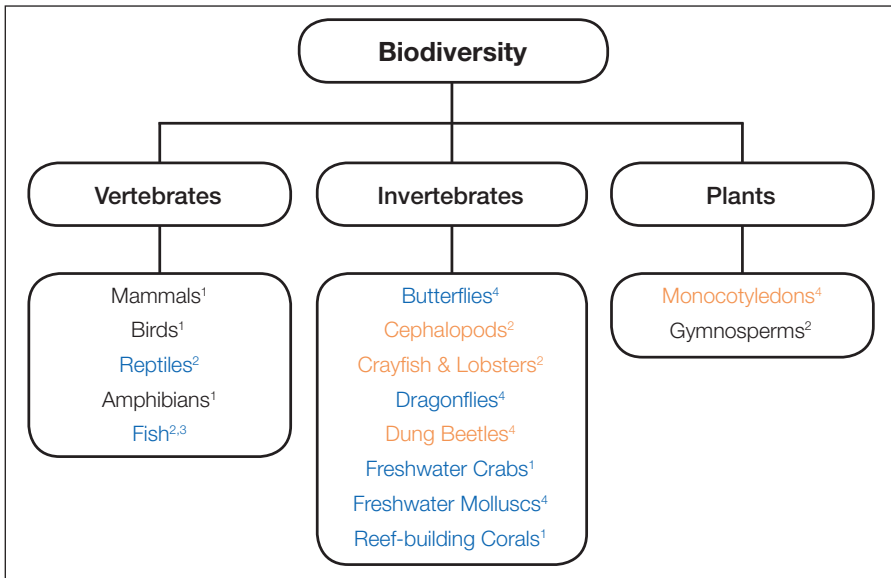 Biodiversity
Vertebrates
Invertebrates
Plants
Mammals¹
Birds¹
Reptiles²
Amphibians¹
Fish²,³
Butterflies⁴
Cephalopods²
Crayfish & Lobsters²
Dragonflies⁴
Dung Beetles⁴
Freshwater Crabs¹
Freshwater Molluscs⁴
Reef-building Corals¹
Monocotyledons⁴
Gymnosperms²